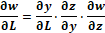 ∂w/∂L = ∂y/∂L · ∂z/∂y · ∂w/∂z